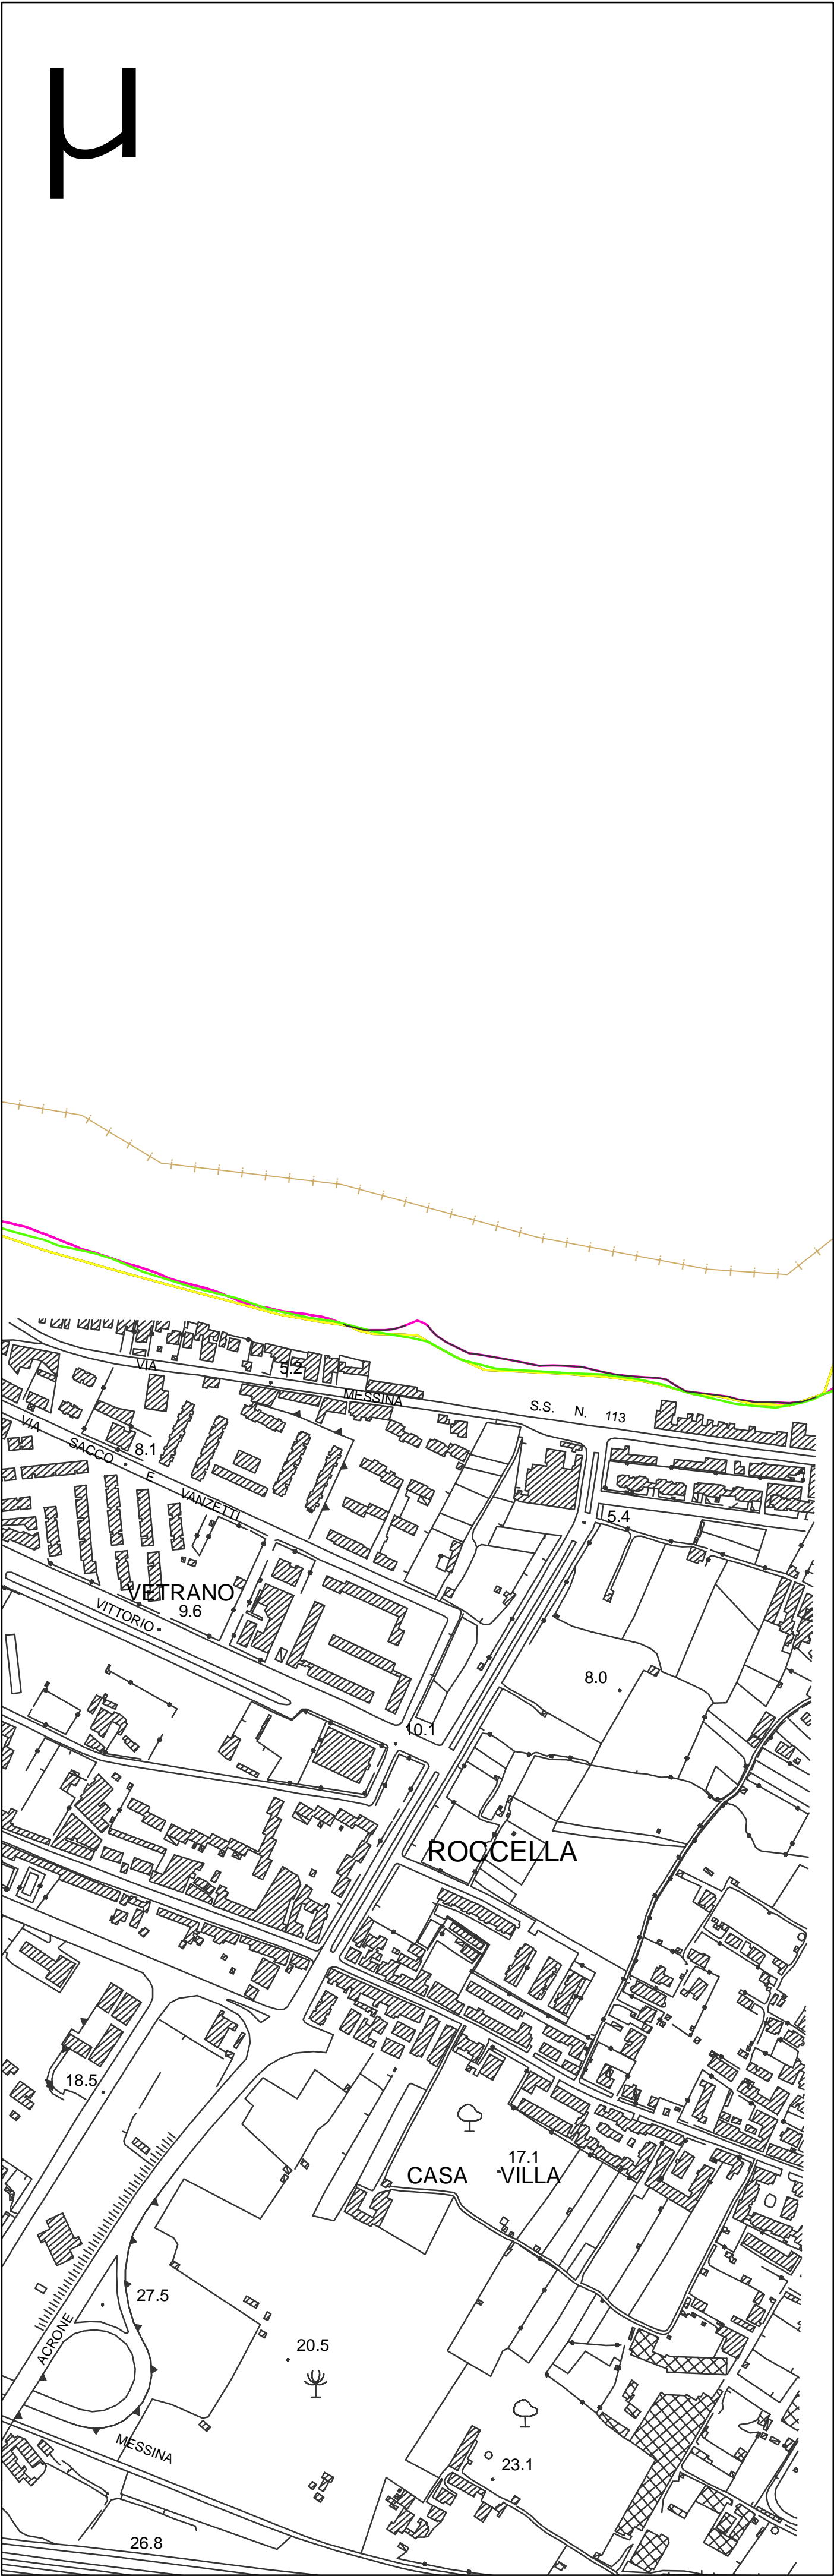 µ
VIA
5.2
MESSINA
S.S. N. 113
VIA SACCO E VANZETTI
8.1
5.4
VETRANO
9.6
VITTORIO
8.0
10.1
ROCCELLA
18.5
17.1
CASA VILLA
27.5
ACRONE
20.5
MESSINA
23.1
26.8